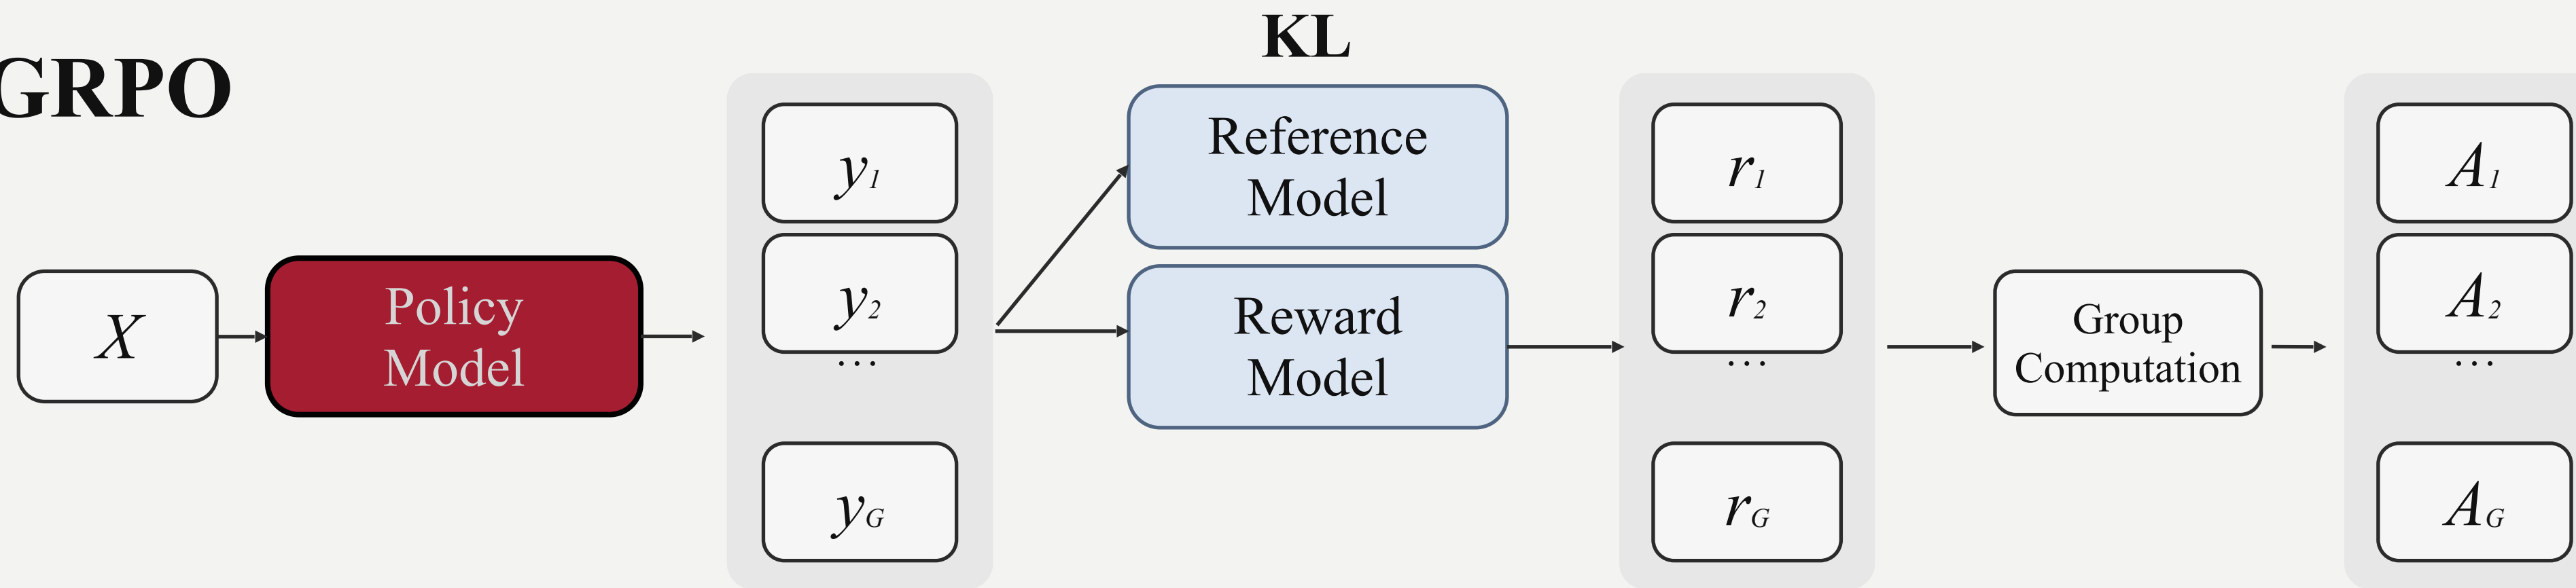 GRPO
KL
X
Policy
Model
y1
y2
...
yG
Reference
Model
Reward
Model
r1
r2
...
rG
Group
Computation
A1
A2
...
AG